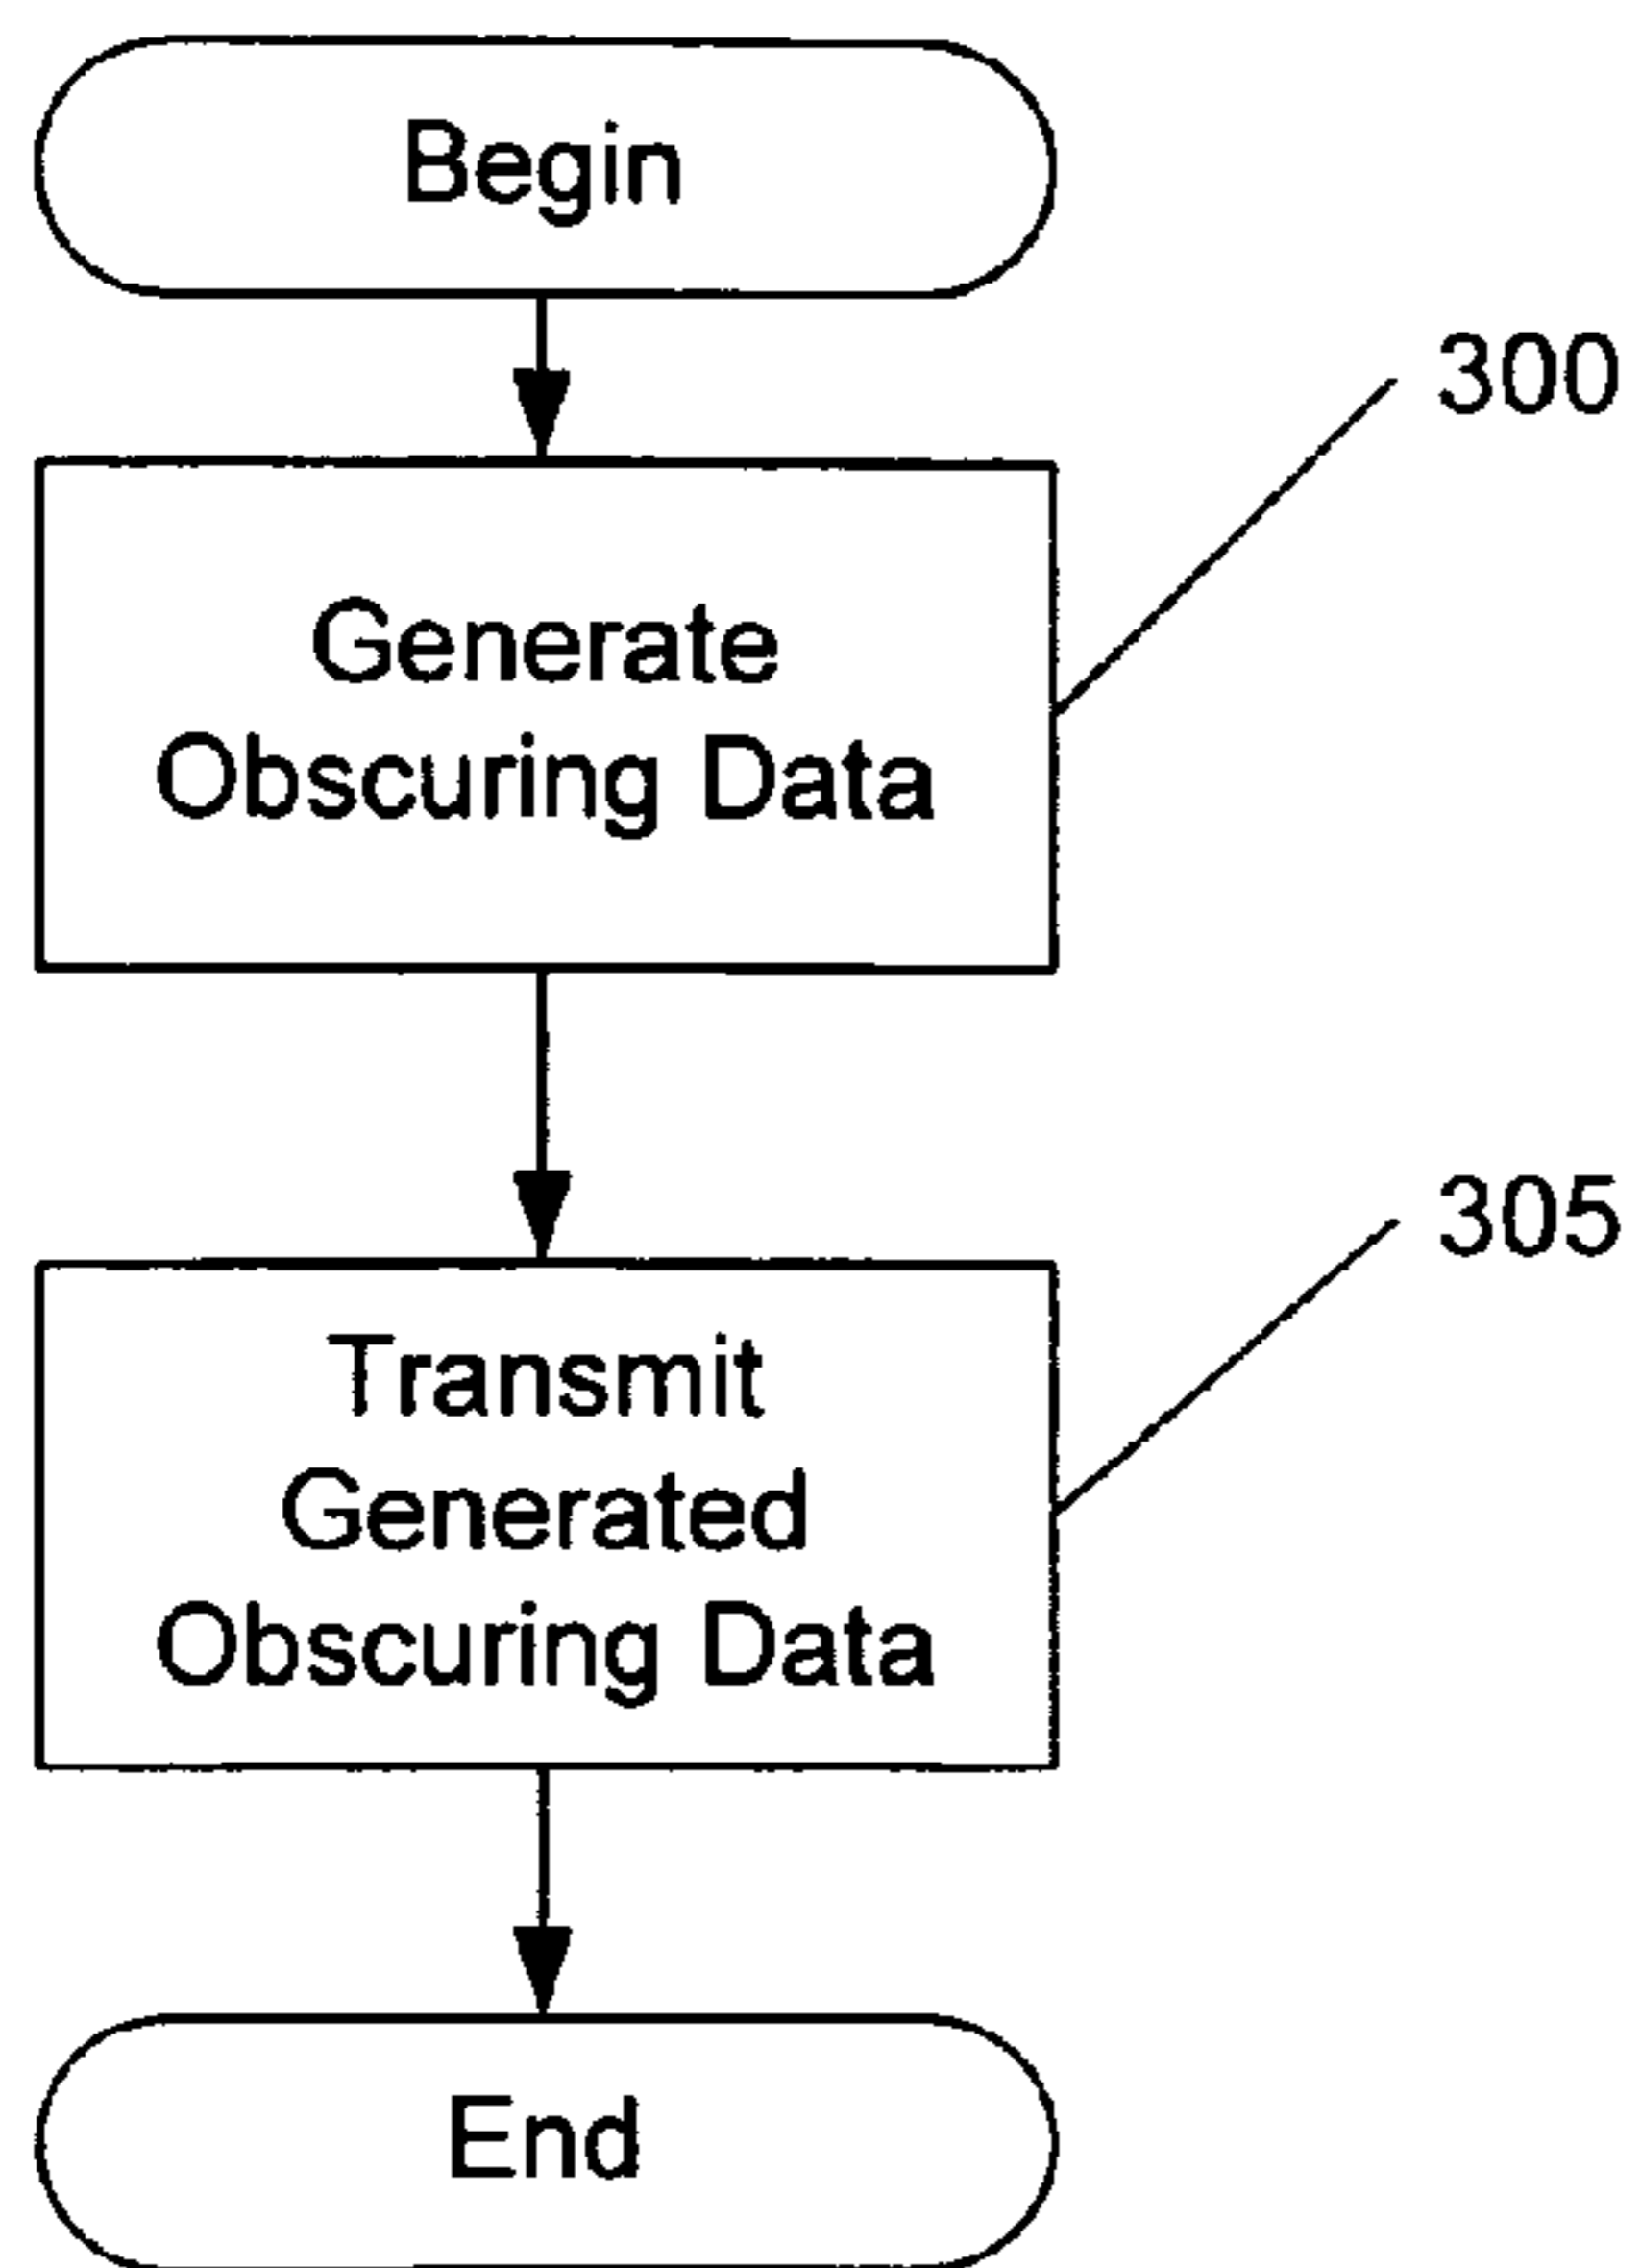 Begin
300
Generate
Obscuring Data
305
Transmit
Generated
Obscuring Data
End